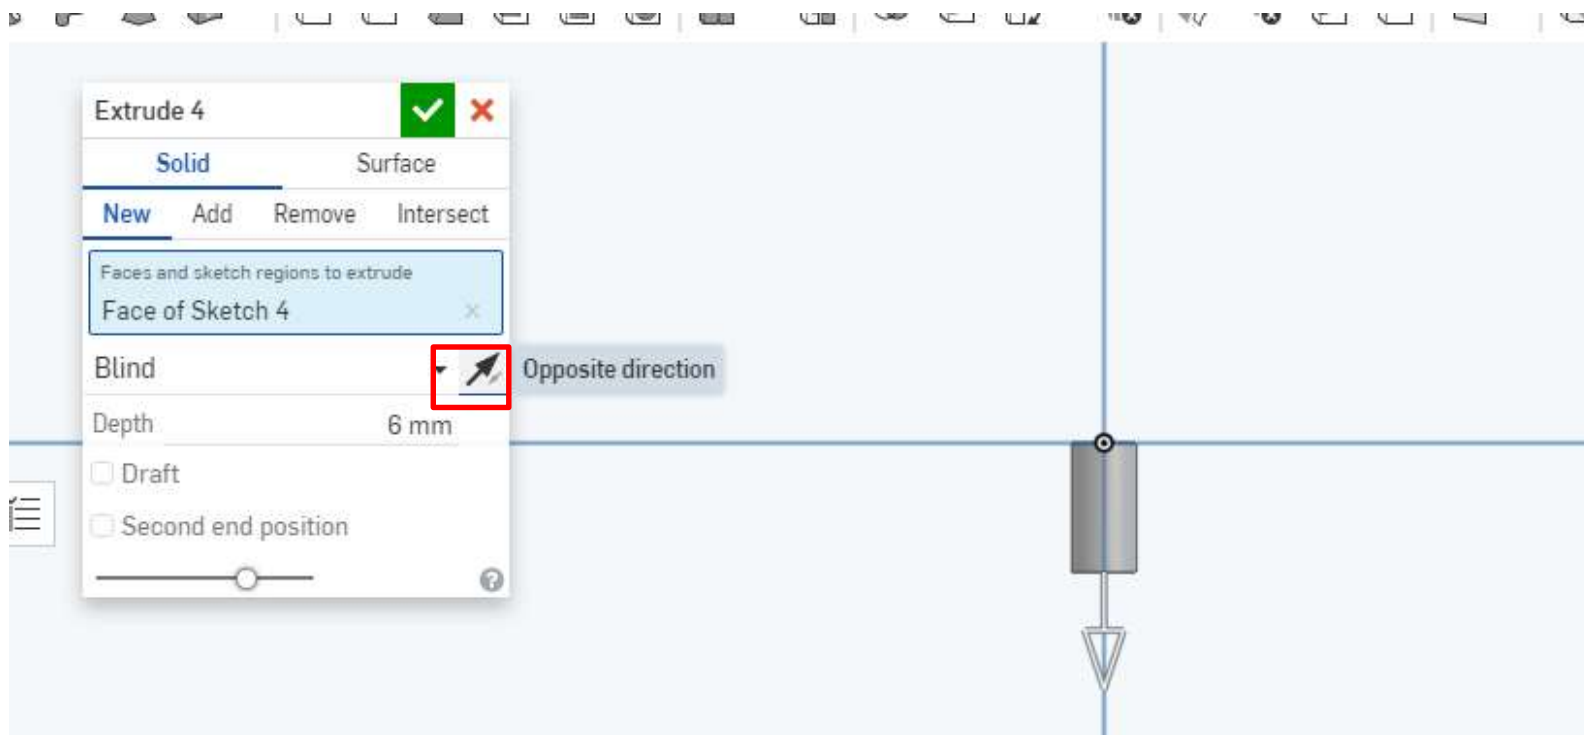 Extrude 4
Solid Surface
New Add Remove Intersect
Faces and sketch regions to extrude
Face of Sketch 4
Blind
Opposite direction
Depth 6 mm
Draft
Second end position